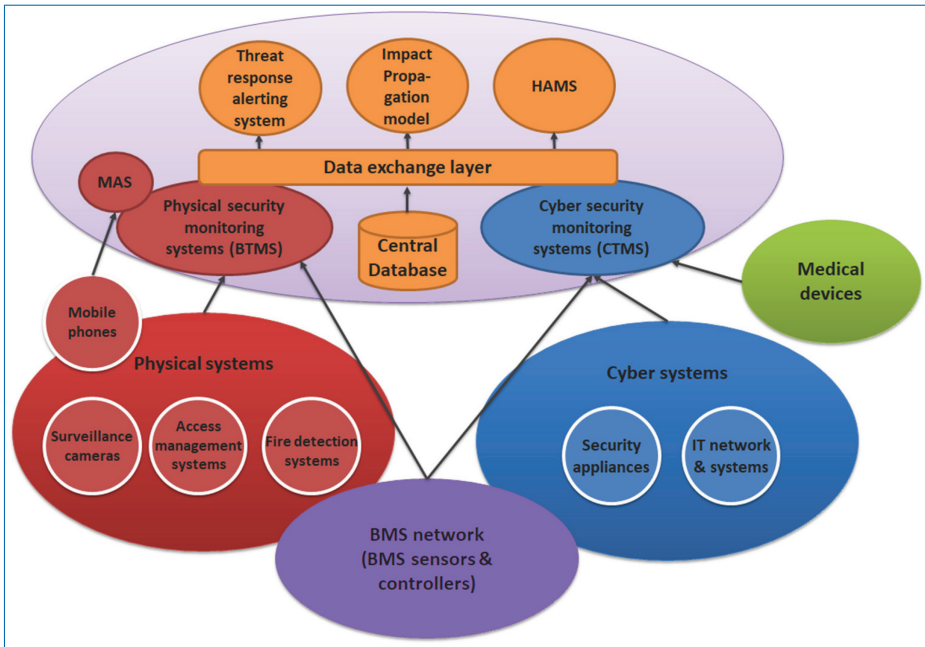 Threat
response
alerting
system
Impact
Propa-
gation
model
HAMS
Data exchange layer
MAS
Physical security
monitoring
systems (BTMS)
Central
Database
Cyber security
monitoring
systems (CTMS)
Medical
devices
Mobile
phones
Physical systems
Surveillance
cameras
Access
management
systems
Fire detection
systems
Cyber systems
Security
appliances
IT network
& systems
BMS network
(BMS sensors &
controllers)